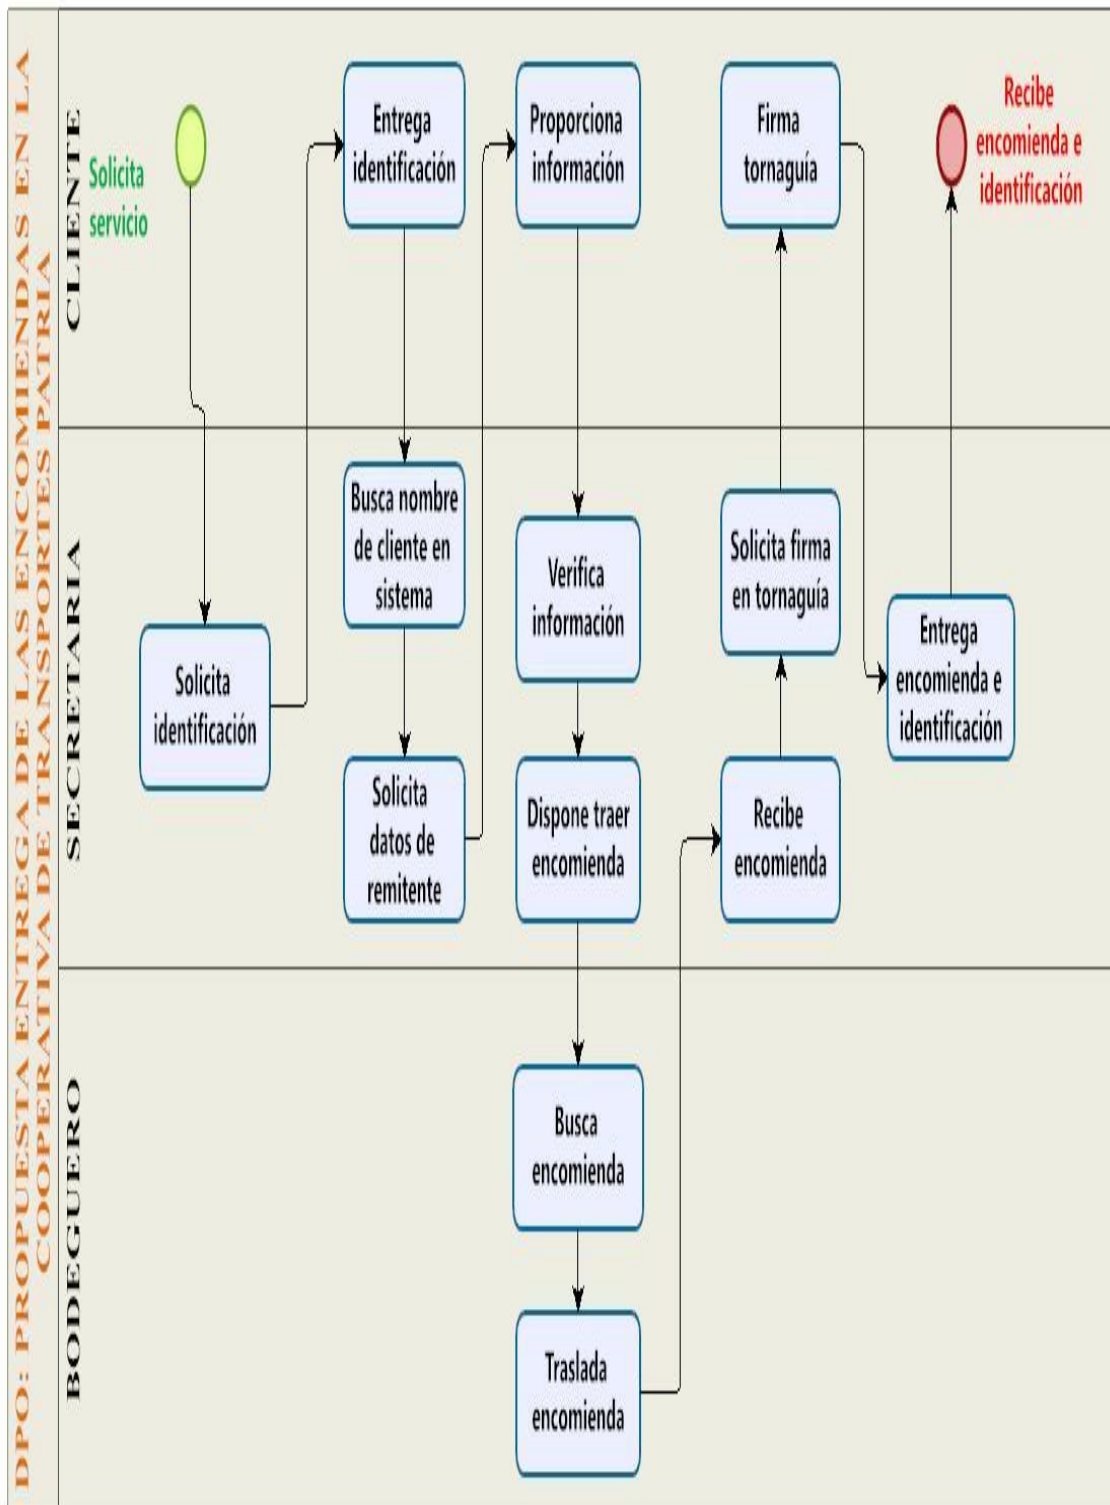 DPO: PROPUESTA ENTREGA DE LAS ENCOMIENDAS EN LA
COOPERATIVA DE TRANSPORTES PATRIA
CLIENTE
Solicita
servicio
Entrega
identificación
Proporciona
información
Firma
tornaguía
Recibe
encomienda e
identificación
SECRETARIA
Solicita
identificación
Busca nombre
de cliente en
sistema
Solicita
datos de
remitente
Verifica
información
Dispone traer
encomienda
Solicita firma
en tornaguía
Recibe
encomienda
Entrega
encomienda e
identificación
BODEGUERO
Busca
encomienda
Traslada
encomienda